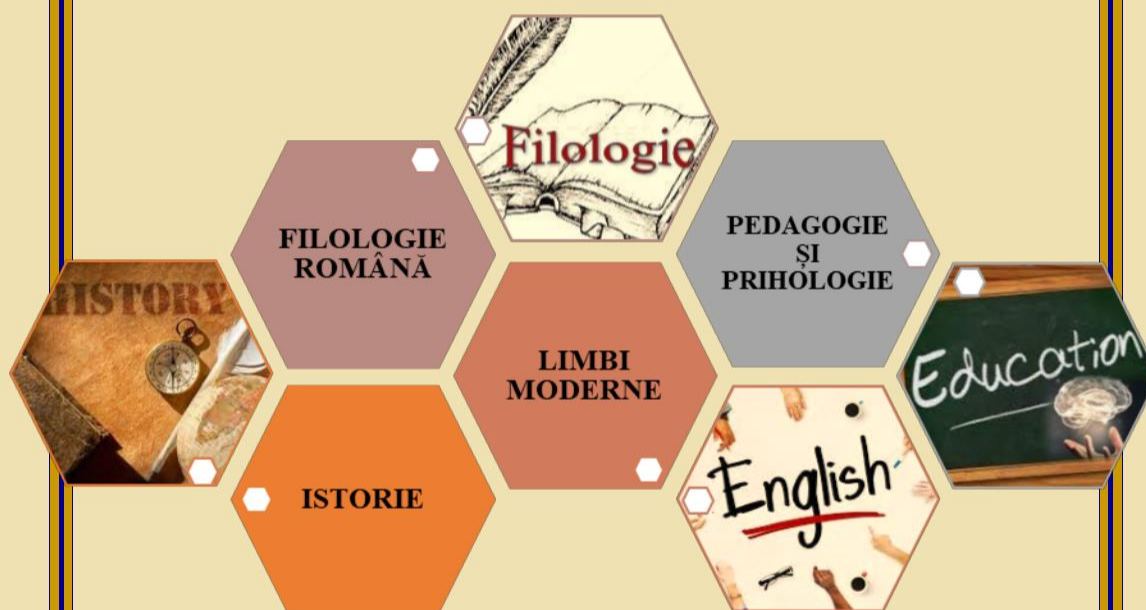 Filologie
FILOLOGIE
ROMÂNĂ
PEDAGOGIE
ȘI
PRIHOLOGIE
HISTORY
LIMBI
MODERNE
Education
ISTORIE
English